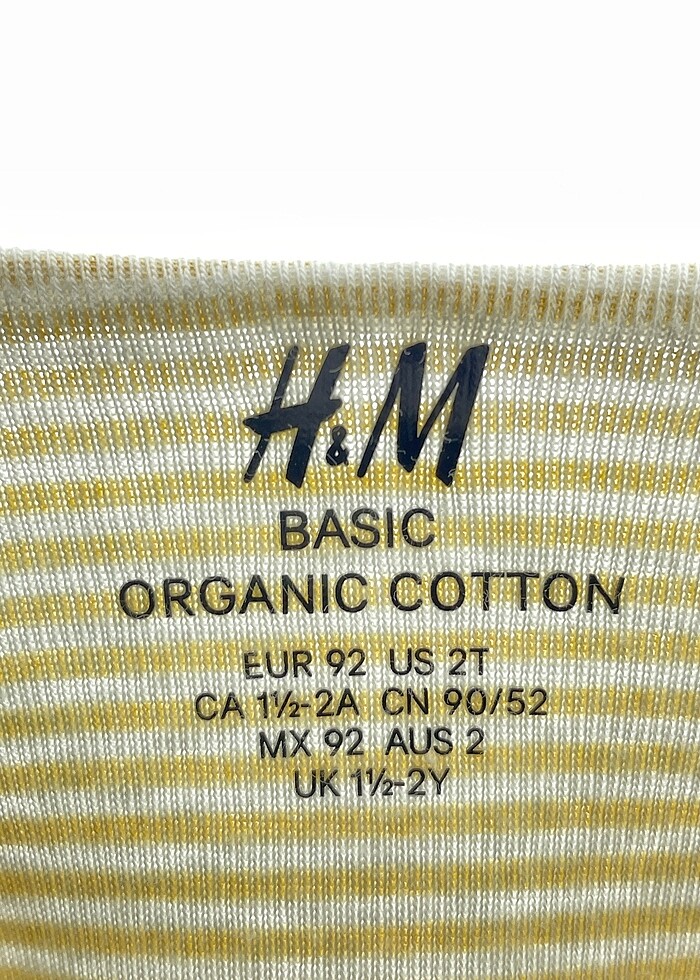 H&M
BASIC
ORGANIC COTTON
EUR 92 US 2T
CA 1½-2A CN 90/52
MX 92 AUS 2
UK 1½-2Y